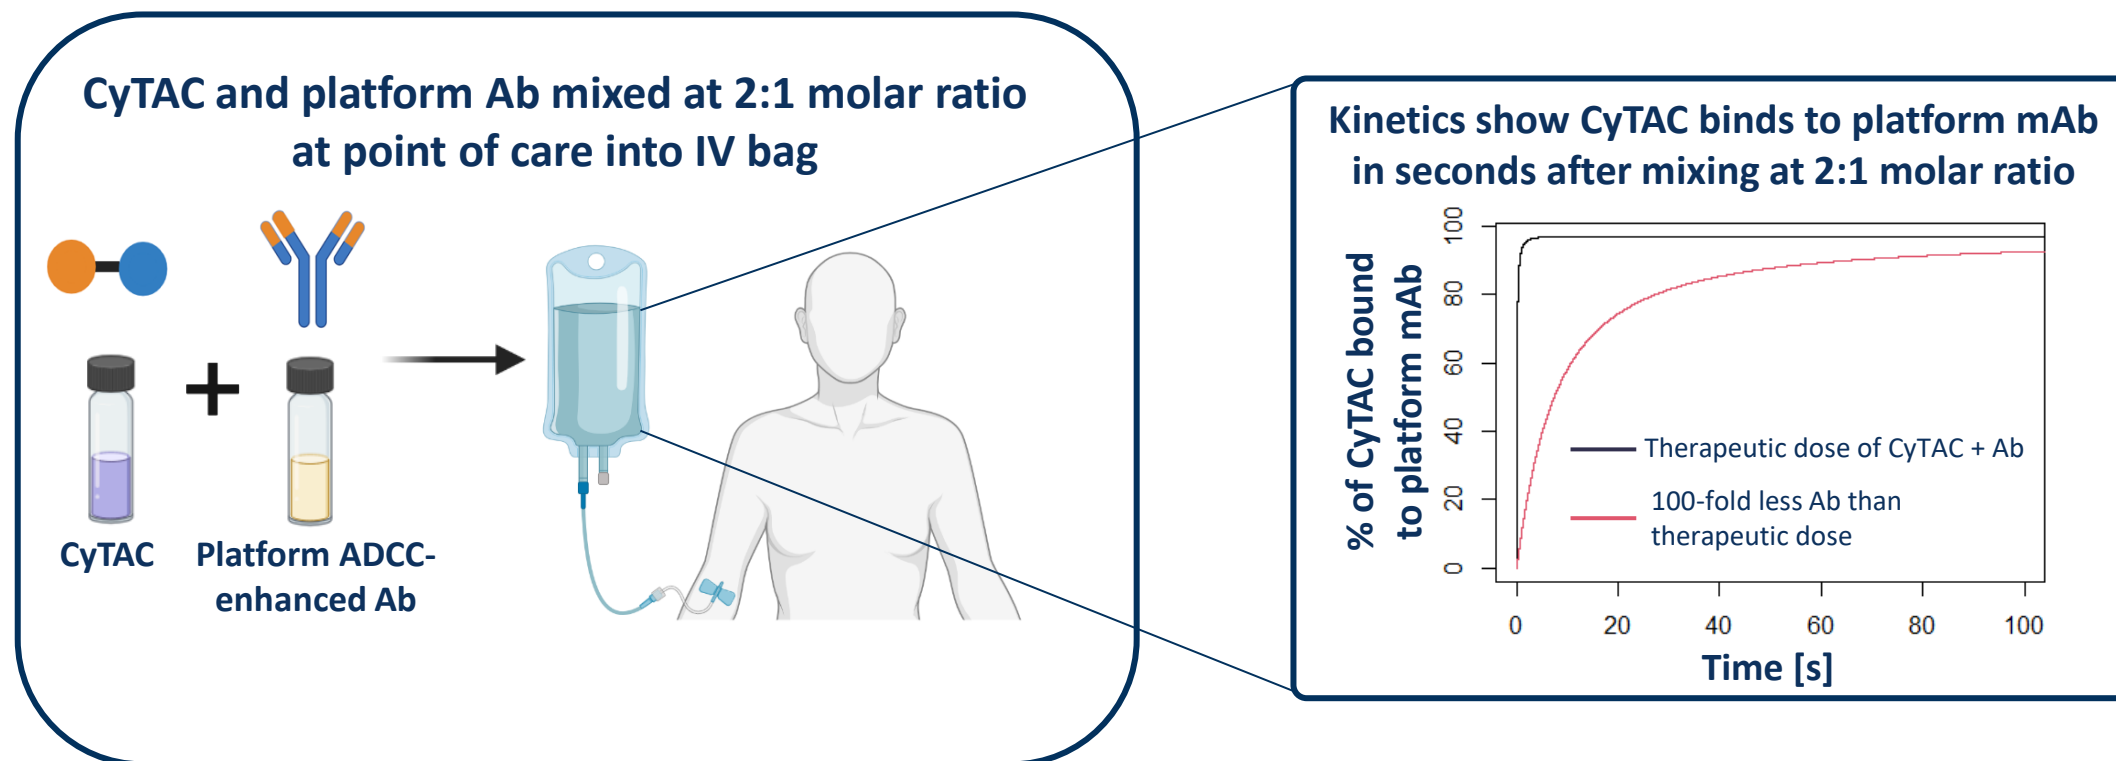 CyTAC and platform Ab mixed at 2:1 molar ratio
at point of care into IV bag
CyTAC
Platform ADCC-
enhanced Ab
Kinetics show CyTAC binds to platform mAb
in seconds after mixing at 2:1 molar ratio
% of CyTAC bound
to platform mAb
100
80
60
40
20
0
Therapeutic dose of CyTAC + Ab
100-fold less Ab than
therapeutic dose
0 20 40 60 80 100
Time [s]